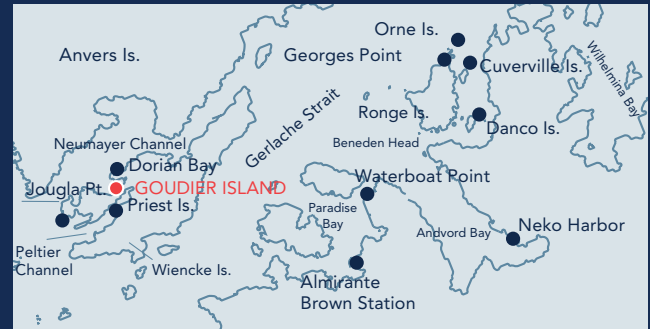 Orne Is.
Anvers Is.
Georges Point
Cuverville Is.
Wilhelmina Bay
Gerlache Strait
Ronge Is.
Danco Is.
Neumayer Channel
Beneden Head
Dorian Bay
Waterboat Point
Jougla Pt.
GOUDIER ISLAND
Priest Is.
Paradise
Bay
Andvord Bay
Neko Harbor
Peltier
Channel
Wiencke Is.
Almirante
Brown Station